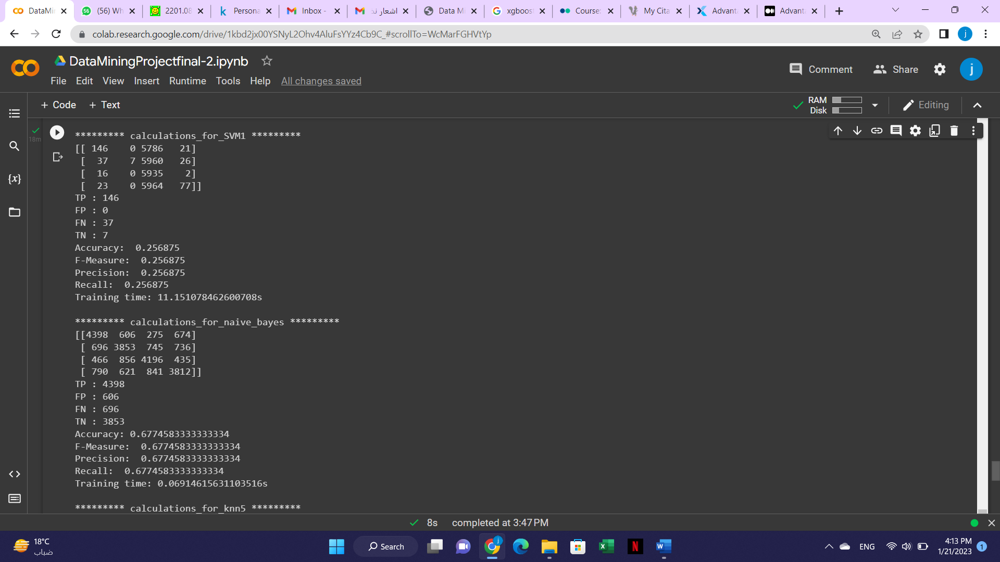 DataMin
(56) Wh
2201.08
Persona
Inbox -
اشعار نه
Data Mi
xgboost
Course:
My Cita
Advanta
Advanta
colab.research.google.com/drive/1kbd2jx00YSNyL2Ohv4AluFsYYz4Cb9C_#scrollTo=WcMarFGHVtYp
DataMiningProjectfinal-2.ipynb
File Edit View Insert Runtime Tools Help All changes saved
Comment Share
+ Code + Text
RAM
Disk
Editing
18m
********* calculations_for_SVM1 *********
[[ 146    0 5786   21]
 [  37    7 5960   26]
 [  16    0 5935    2]
 [  23    0 5964   77]]
TP : 146
FP : 0
FN : 37
TN : 7
Accuracy:  0.256875
F-Measure:  0.256875
Precision:  0.256875
Recall:  0.256875
Training time: 11.151078462600708s
********* calculations_for_naive_bayes *********
[[4398  606  275  674]
 [ 696 3853  745  736]
 [ 466  856 4196  435]
 [ 790  621  841 3812]]
TP : 4398
FP : 606
FN : 696
TN : 3853
Accuracy: 0.6774583333333334
F-Measure:  0.6774583333333334
Precision:  0.6774583333333334
Recall:  0.6774583333333334
Training time: 0.06914615631103516s
********* calculations_for_knn5 *********
8s completed at 3:47 PM
18°C
ضباب
Search
ENG
4:13 PM
1/21/2023
1